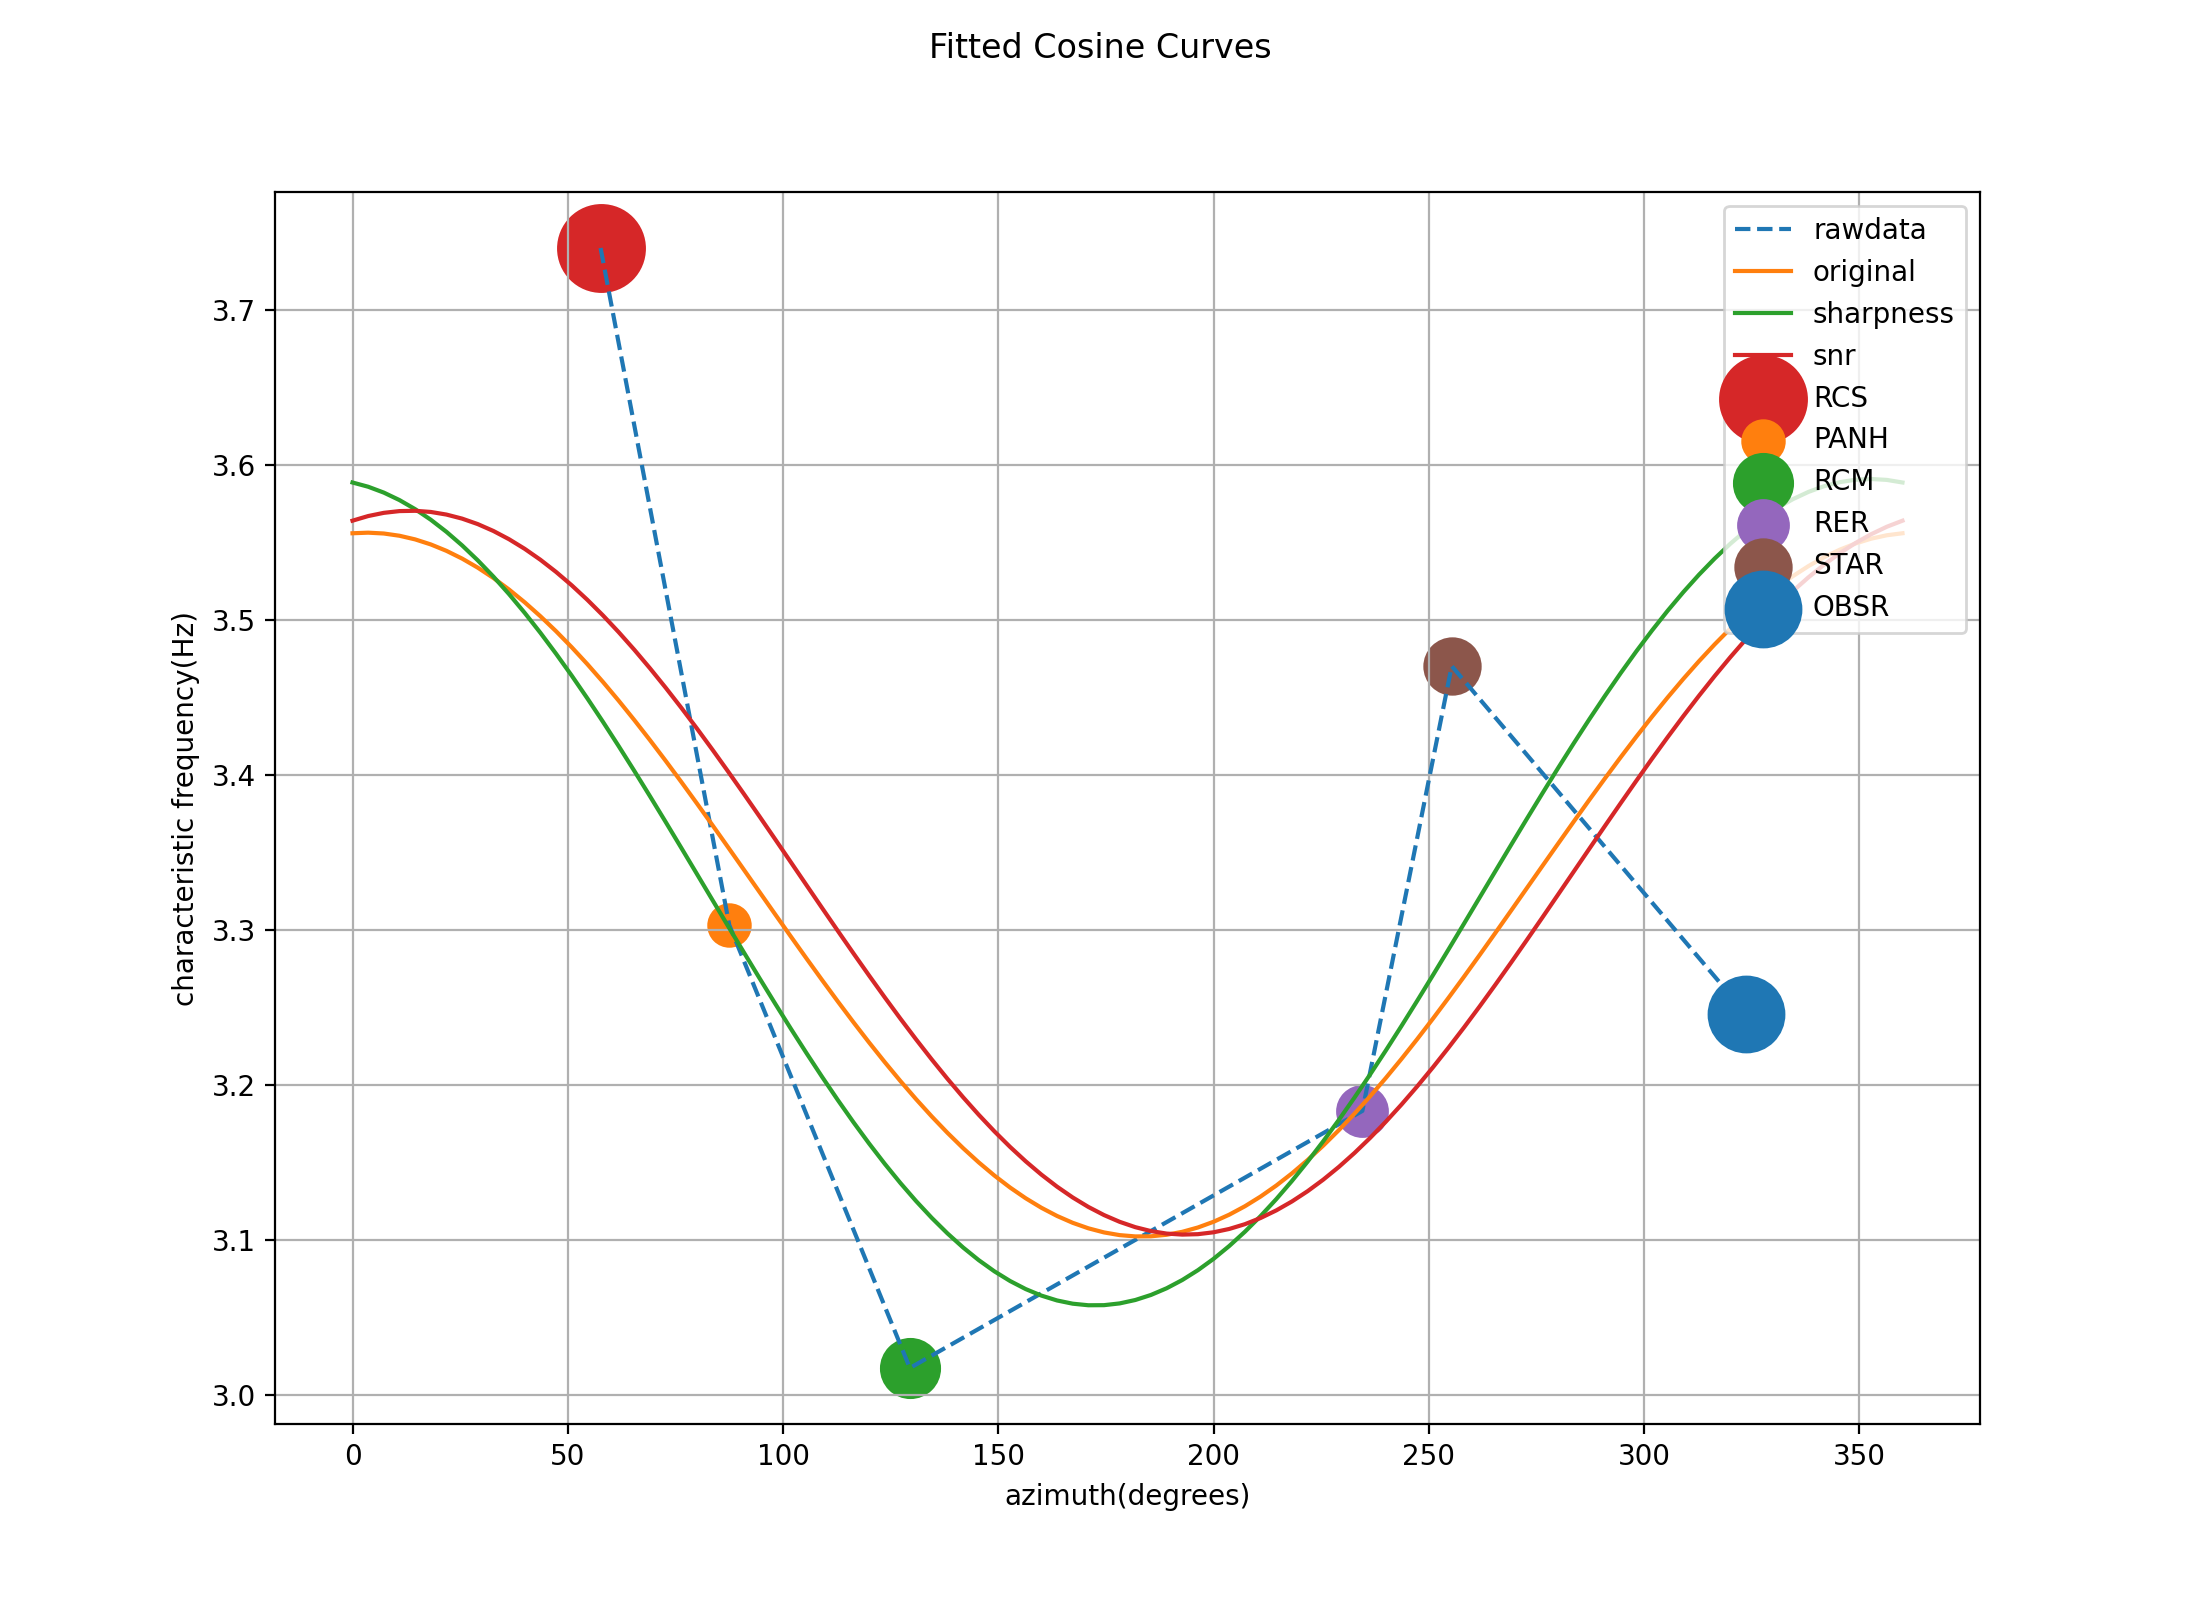 Fitted Cosine Curves
rawdata
original
sharpness
snr
RCS
PANH
RCM
RER
STAR
OBSR
characteristic frequency(Hz)
3.7
3.6
3.5
3.4
3.3
3.2
3.1
3.0
0 50 100 150 200 250 300 350
azimuth(degrees)